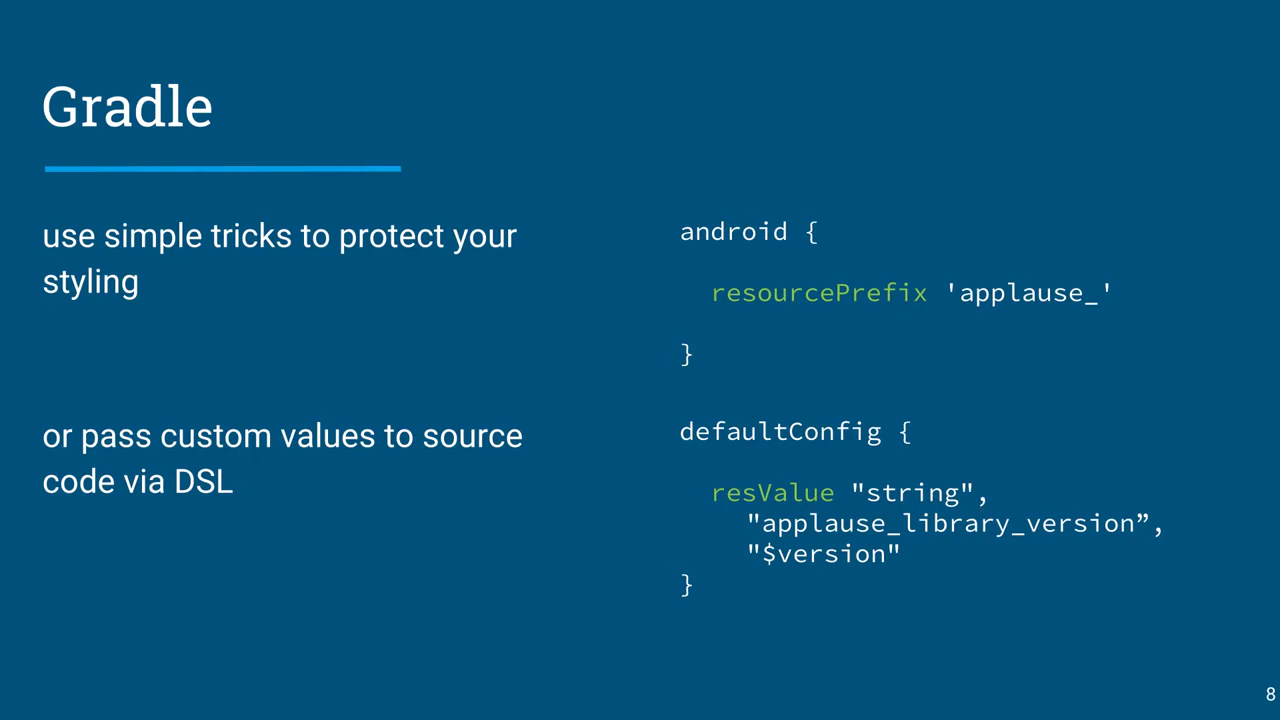 Gradle
use simple tricks to protect your
styling
android {
resourcePrefix 'applause_'
}
or pass custom values to source
code via DSL
defaultConfig {
resValue "string",
"applause_library_version”,
"$version"
}
8